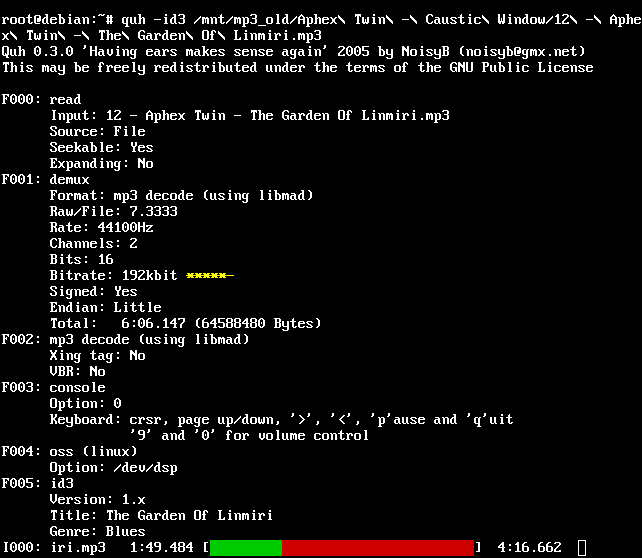 root@debian:~# quh -id3 /mnt/mp3_old/Aphex\ Twin\ -\ Caustic\ Window/12\ -\ Aphe
x\ Twin\ -\ The\ Garden\ Of\ Linmiri.mp3
Quh 0.3.0 'Having ears makes sense again' 2005 by NoisyB (noisyb@gmx.net)
This may be freely redistributed under the terms of the GNU Public License
F000: read
Input: 12 - Aphex Twin - The Garden Of Linmiri.mp3
Source: File
Seekable: Yes
Expanding: No
F001: demux
Format: mp3 decode (using libmad)
Raw/File: 7.3333
Rate: 44100Hz
Channels: 2
Bits: 16
Bitrate: 192kbit *****-
Signed: Yes
Endian: Little
Total:   6:06.147 (64588480 Bytes)
F002: mp3 decode (using libmad)
Xing tag: No
VBR: No
F003: console
Option: 0
Keyboard: crsr, page up/down, '>', '<', 'p'ause and 'q'uit
'9' and '0' for volume control
F004: oss (linux)
Option: /dev/dsp
F005: id3
Version: 1.x
Title: The Garden Of Linmiri
Genre: Blues
I000: iri.mp3   1:49.484 [ ]  4:16.662